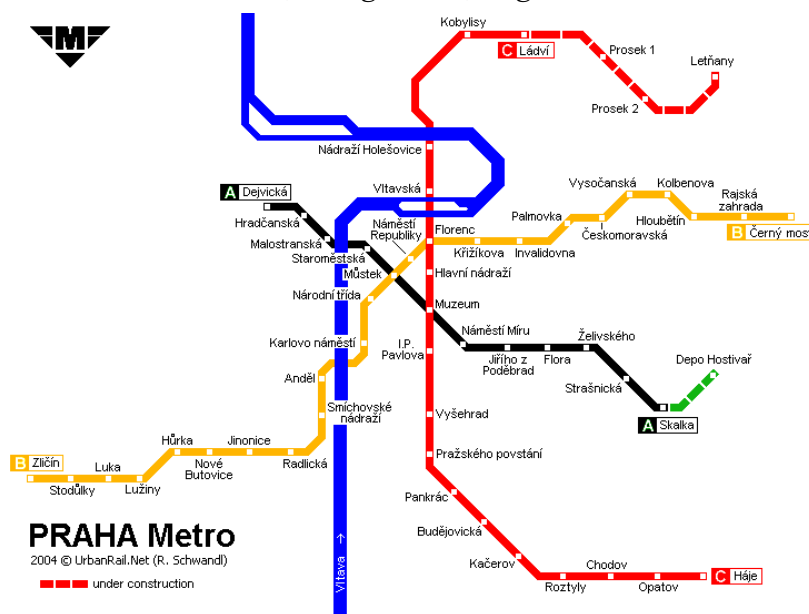 M
Kobylisy
C Ládví
Prosek 1
Letňany
Prosek 2
Nádraží Holešovice
Vltavská
A Dejvická
Hradčanská
Malostranská
Staroměstská
Náměstí
Republiky
Můstek
Florenc
Křižíkova
Invalidovna
Palmovka
Českomoravská
Vysočanská
Kolbenova
Hloubětín
Rajská
zahrada
B Černý most
Hlavní nádraží
Národní třída
Muzeum
Karlovo náměstí
I.P.
Pavlova
Náměstí Míru
Jiřího z
Poděbrad
Flora
Želivského
Strašnická
Depo Hostivař
A Skalka
Anděl
Smíchovské
nádraží
Vyšehrad
Pražského povstání
B Zličín
Stodůlky
Luka
Lužiny
Hůrka
Nové
Butovice
Jinonice
Radlická
Pankrác
Budějovická
Kačerov
Roztyly
Chodov
Opatov
C Háje
Vltava →
PRAHA Metro
2004 © UrbanRail.Net (R. Schwandl)
under construction